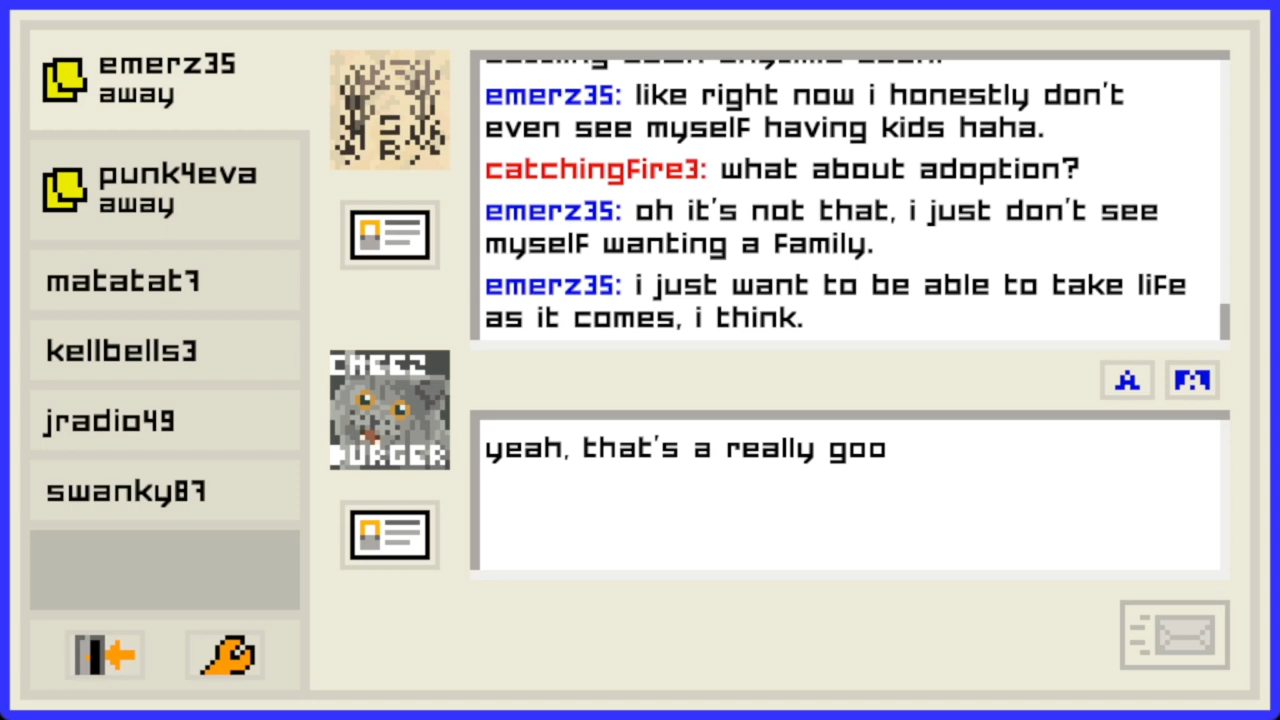 emerz35
away
punk4eva
away
matatat7
kellbells3
jradio49
swanky87
emerz35: like right now i honestly don't
even see myself having kids haha.
catchingfire3: what about adoption?
emerz35: oh it's not that, i just don't see
myself wanting a family.
emerz35: i just want to be able to take life
as it comes, i think.
CHEEZ
BURGER
A
A
yeah, that's a really goo